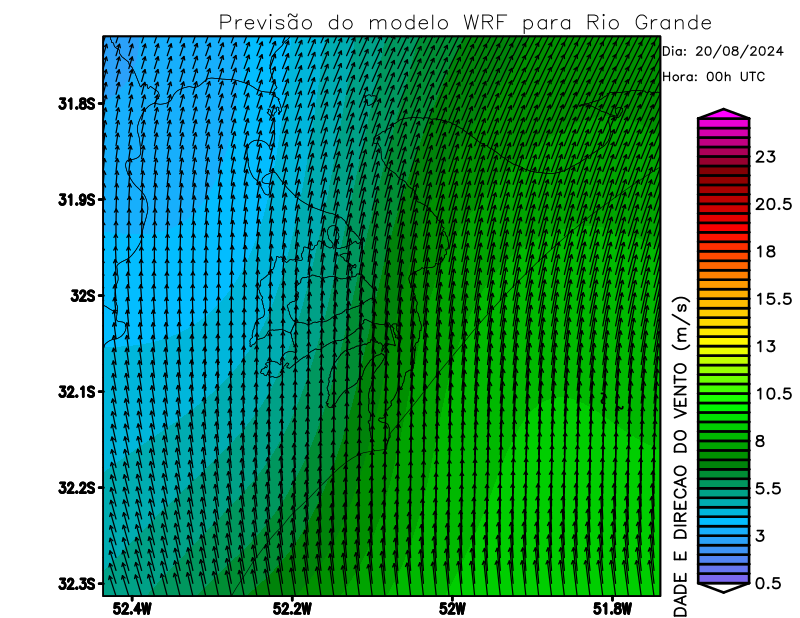 Previsão do modelo WRF para Rio Grande
Dia: 20/08/2024
Hora: 00h UTC
31.8S
31.9S
32S
32.1S
32.2S
32.3S
52.4W
52.2W
52W
51.8W
23
20.5
18
15.5
13
10.5
8
5.5
3
0.5
DADE E DIRECAO DO VENTO (m/s)